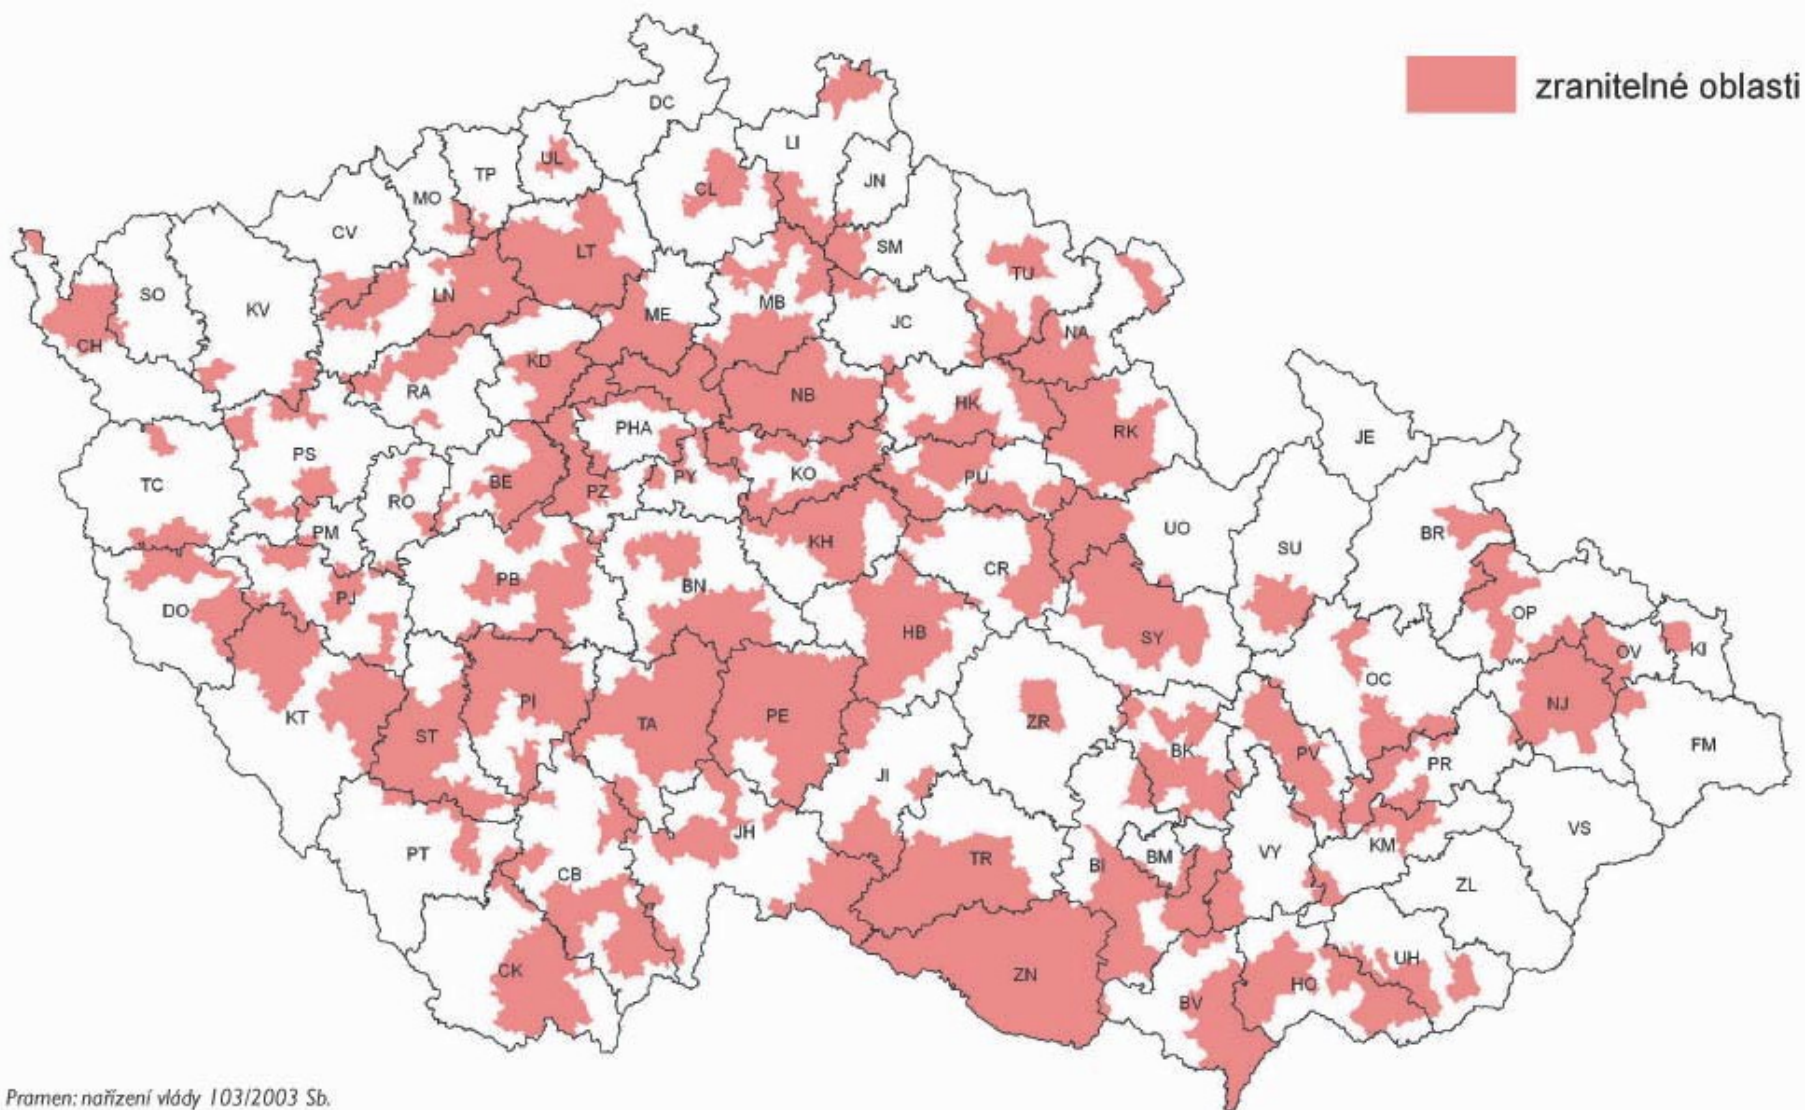 zranitelné oblasti
DC
LI
UL
TP
CL
JN
MO
CV
SM
LT
TU
SO
LN
KV
ME
MB
JC
NA
CH
KD
RA
NB
HK
PHA
RK
JE
PS
KO
TC
BE
PZ
PY
PU
RO
PM
UO
BR
KH
SU
CR
PB
BN
PJ
DO
OP
HB
SY
OV
KI
OC
PI
KT
TA
PE
ZR
NJ
ST
FM
BK
PV
PR
JI
JH
VS
PT
TR
BI
BM
VY
KM
CB
ZL
CK
ZN
UH
HO
BV
Pramen: nařízení vlády 103/2003 Sb.